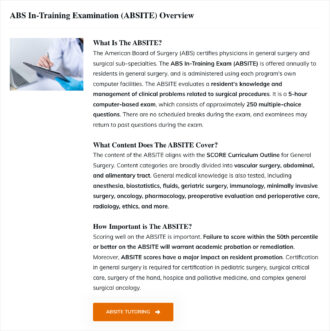 ABS In-Training Examination (ABSITE) Overview
What Is The ABSITE?
The American Board of Surgery (ABS) certifies physicians in general surgery and
surgical sub-specialties. The ABS In-Training Exam (ABSITE) is offered annually to
residents in general surgery, and is administered using each program's own
computer facilities. The ABSITE evaluates a resident's knowledge and
management of clinical problems related to surgical procedures. It is a 5-hour
computer-based exam, which consists of approximately 250 multiple-choice
questions. There are no scheduled breaks during the exam, and examinees may
return to past questions during the exam.
What Content Does The ABSITE Cover?
The content of the ABSITE aligns with the SCORE Curriculum Outline for General
Surgery. Content categories are broadly divided into vascular surgery, abdominal,
and alimentary tract. General medical knowledge is also tested, including
anesthesia, biostatistics, fluids, geriatric surgery, immunology, minimally invasive
surgery, oncology, pharmacology, preoperative evaluation and perioperative care,
radiology, ethics, and more.
How Important is The ABSITE?
Scoring well on the ABSITE is important. Failure to score within the 50th percentile
or better on the ABSITE will warrant academic probation or remediation.
Moreover, ABSITE scores have a major impact on resident promotion. Certification
in general surgery is required for certification in pediatric surgery, surgical critical
care, surgery of the hand, hospice and palliative medicine, and complex general
surgical oncology.
ABSITE TUTORING